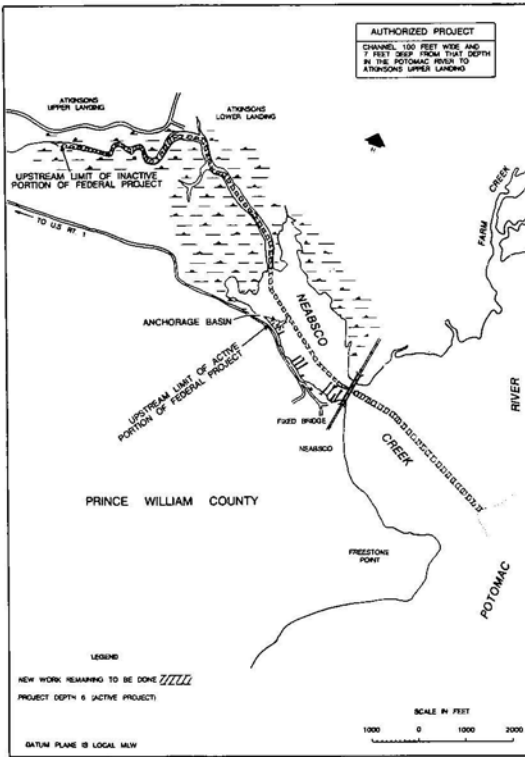 AUTHORIZED PROJECT
CHANNEL 100 FEET WIDE AND
7 FEET DEEP FROM THAT DEPTH
IN THE POTOMAC RIVER TO
ATKINSONS UPPER LANDING
ATKINSONS
UPPER LANDING
ATKINSONS
LOWER LANDING
N
UPSTREAM LIMIT OF INACTIVE
PORTION OF FEDERAL PROJECT
TO U.S. RT. 1
FARM CREEK
ANCHORAGE BASIN
NEABSCO
UPSTREAM LIMIT OF ACTIVE
PORTION OF FEDERAL PROJECT
FIXED BRIDGE
NEABSCO
CREEK
RIVER
PRINCE WILLIAM COUNTY
FREESTONE
POINT
POTOMAC
LEGEND
NEW WORK REMAINING TO BE DONE
PROJECT DEPTH 6 (ACTIVE PROJECT)
SCALE IN FEET
1000 0 1000 2000
DATUM PLANE IS LOCAL MLW